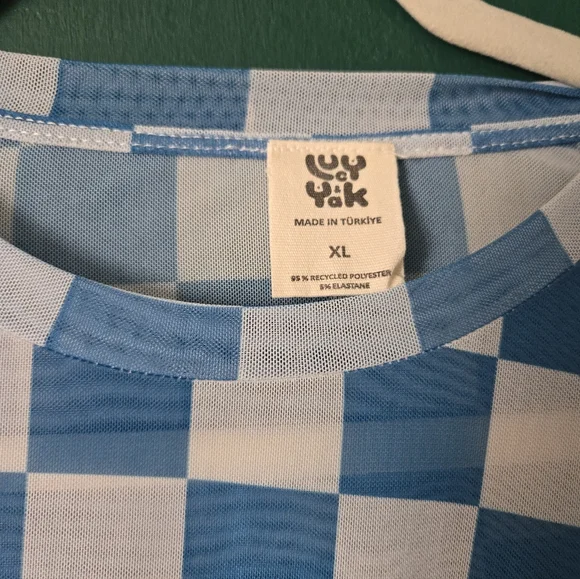 LUCY
& YAK
MADE IN TÜRKİYE
XL
95 % RECYCLED POLYESTER
5% ELASTANE